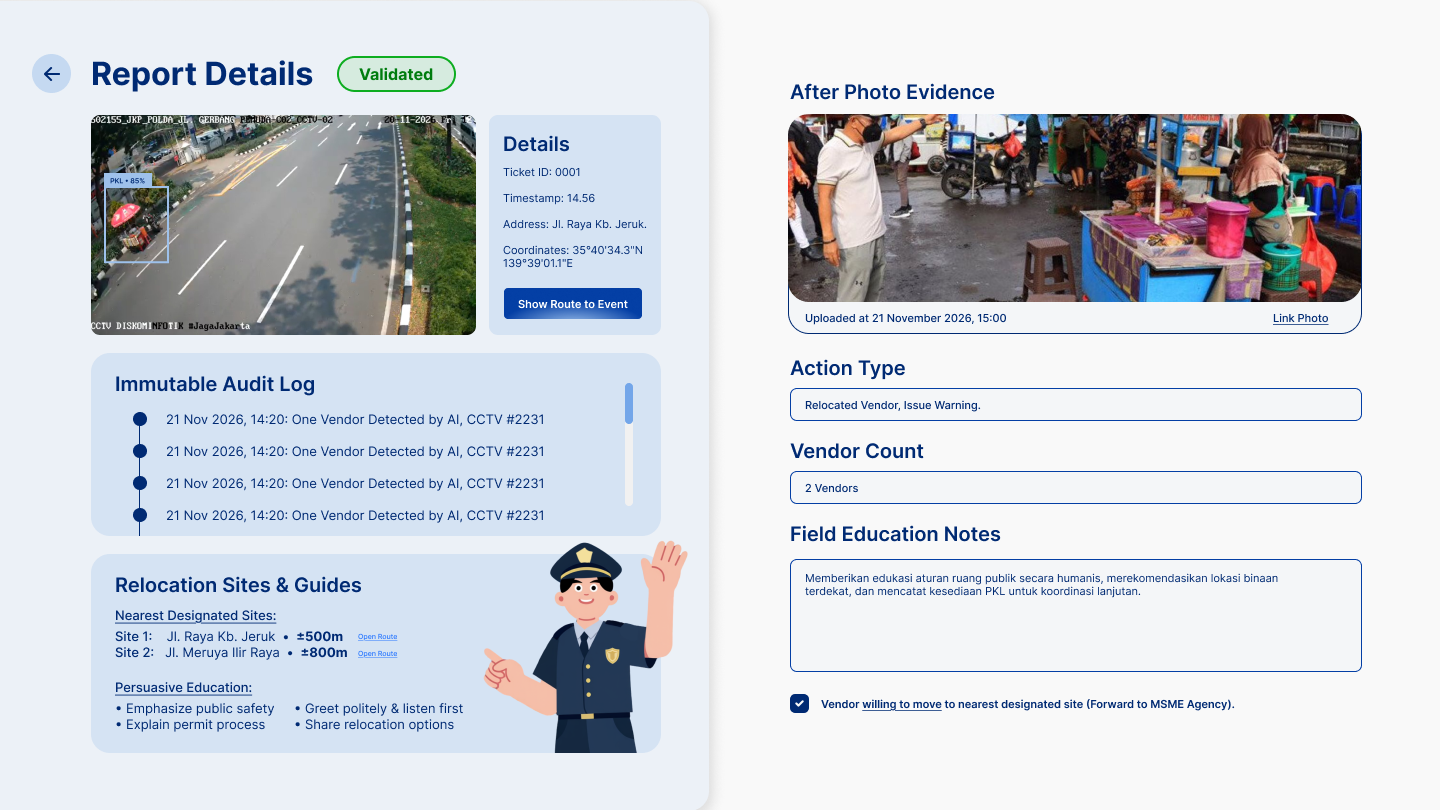 Report Details
Validated
502155_JKP_POLDA_JL. GERBANG PEMUDA-C02_CCTV-02
PKL • 85%
CCTV DISKOMINFOTIK #JagaJakarta
Details
Ticket ID: 0001
Timestamp: 14.56
Address: Jl. Raya Kb. Jeruk.
Coordinates: 35°40'34.3"N
139°39'01.1"E
Show Route to Event
Immutable Audit Log
21 Nov 2026, 14:20: One Vendor Detected by AI, CCTV #2231
21 Nov 2026, 14:20: One Vendor Detected by AI, CCTV #2231
21 Nov 2026, 14:20: One Vendor Detected by AI, CCTV #2231
21 Nov 2026, 14:20: One Vendor Detected by AI, CCTV #2231
Relocation Sites & Guides
Nearest Designated Sites:
Site 1: Jl. Raya Kb. Jeruk • ±500m Open Route
Site 2: Jl. Meruya Ilir Raya • ±800m Open Route
Persuasive Education:
• Emphasize public safety • Greet politely & listen first
• Explain permit process • Share relocation options
After Photo Evidence
Uploaded at 21 November 2026, 15:00 Link Photo
Action Type
Relocated Vendor, Issue Warning.
Vendor Count
2 Vendors
Field Education Notes
Memberikan edukasi aturan ruang publik secara humanis, merekomendasikan lokasi binaan
terdekat, dan mencatat kesediaan PKL untuk koordinasi lanjutan.
Vendor willing to move to nearest designated site (Forward to MSME Agency).